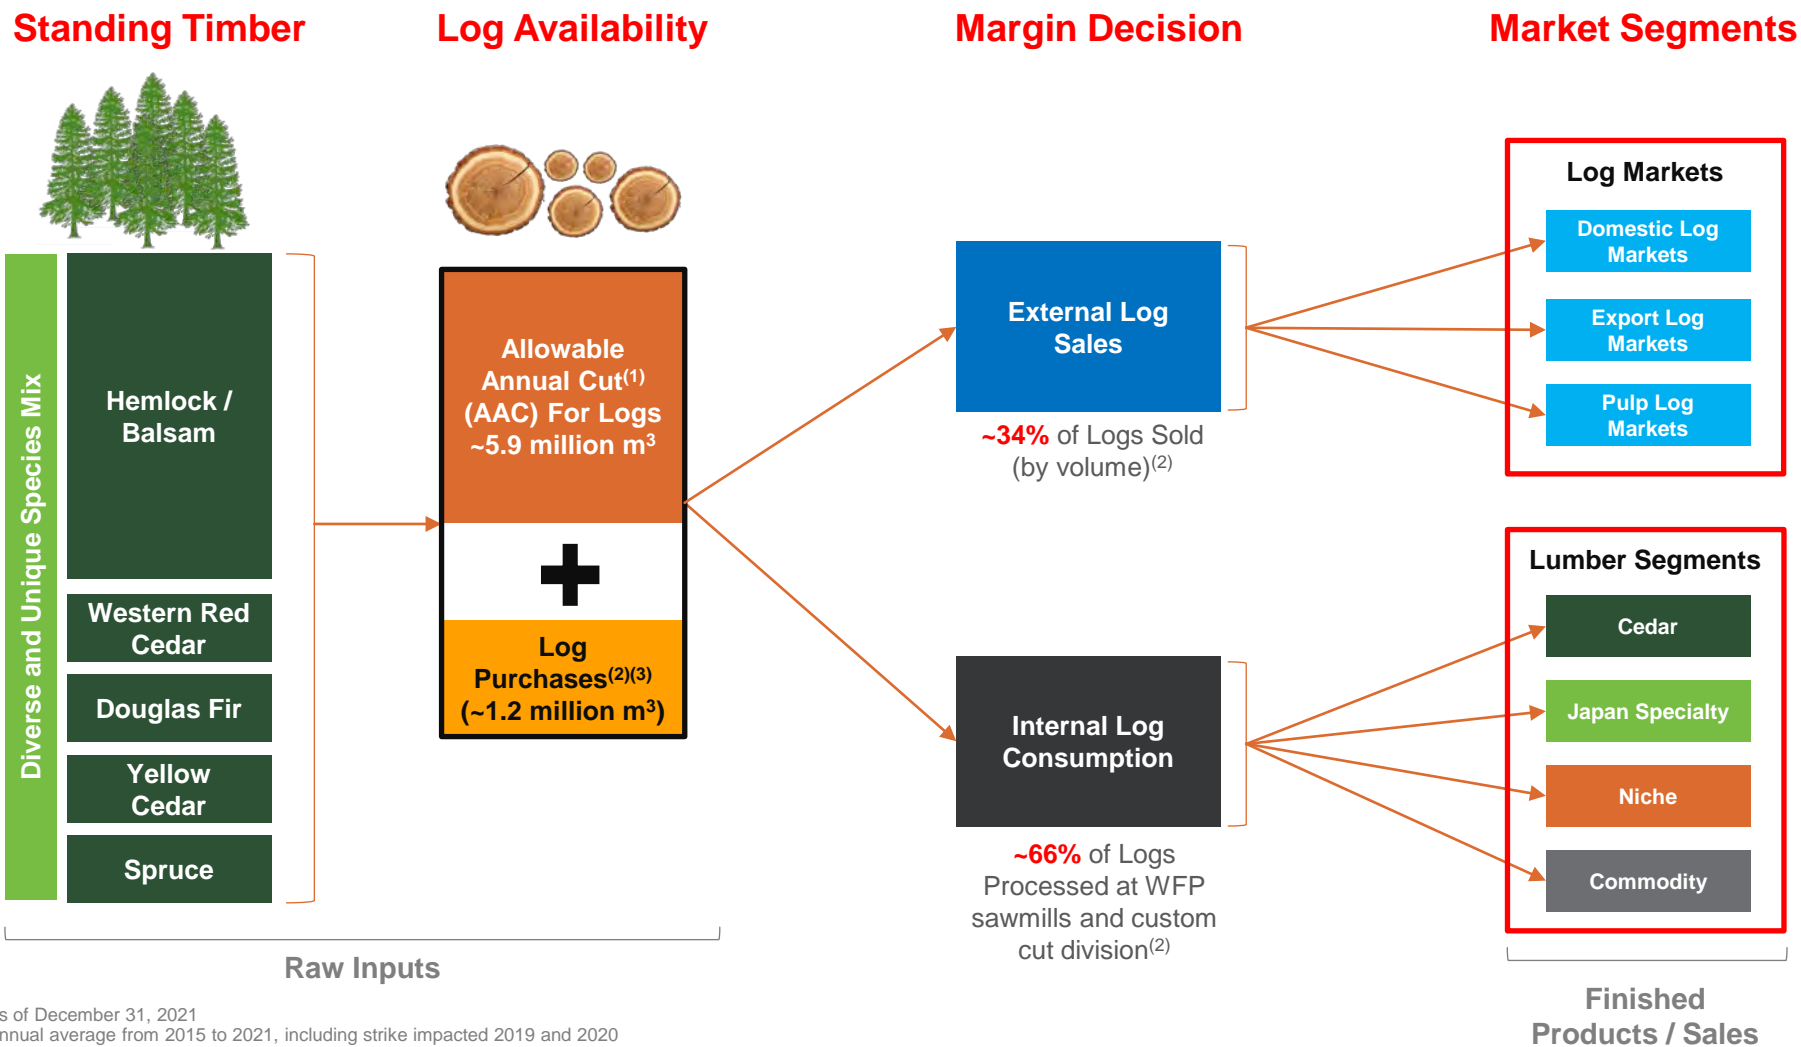 Standing Timber
Log Availability
Margin Decision
Market Segments
Diverse and Unique Species Mix
Hemlock /
Balsam
Western Red
Cedar
Douglas Fir
Yellow
Cedar
Spruce
Allowable
Annual Cut(1)
(AAC) For Logs
~5.9 million m3
Log
Purchases(2)(3)
(~1.2 million m3)
Raw Inputs
External Log
Sales
~34% of Logs Sold
(by volume)(2)
Internal Log
Consumption
~66% of Logs
Processed at WFP
sawmills and custom
cut division(2)
Log Markets
Domestic Log
Markets
Export Log
Markets
Pulp Log
Markets
Lumber Segments
Cedar
Japan Specialty
Niche
Commodity
Finished
Products / Sales
s of December 31, 2021
nnual average from 2015 to 2021, including strike impacted 2019 and 2020